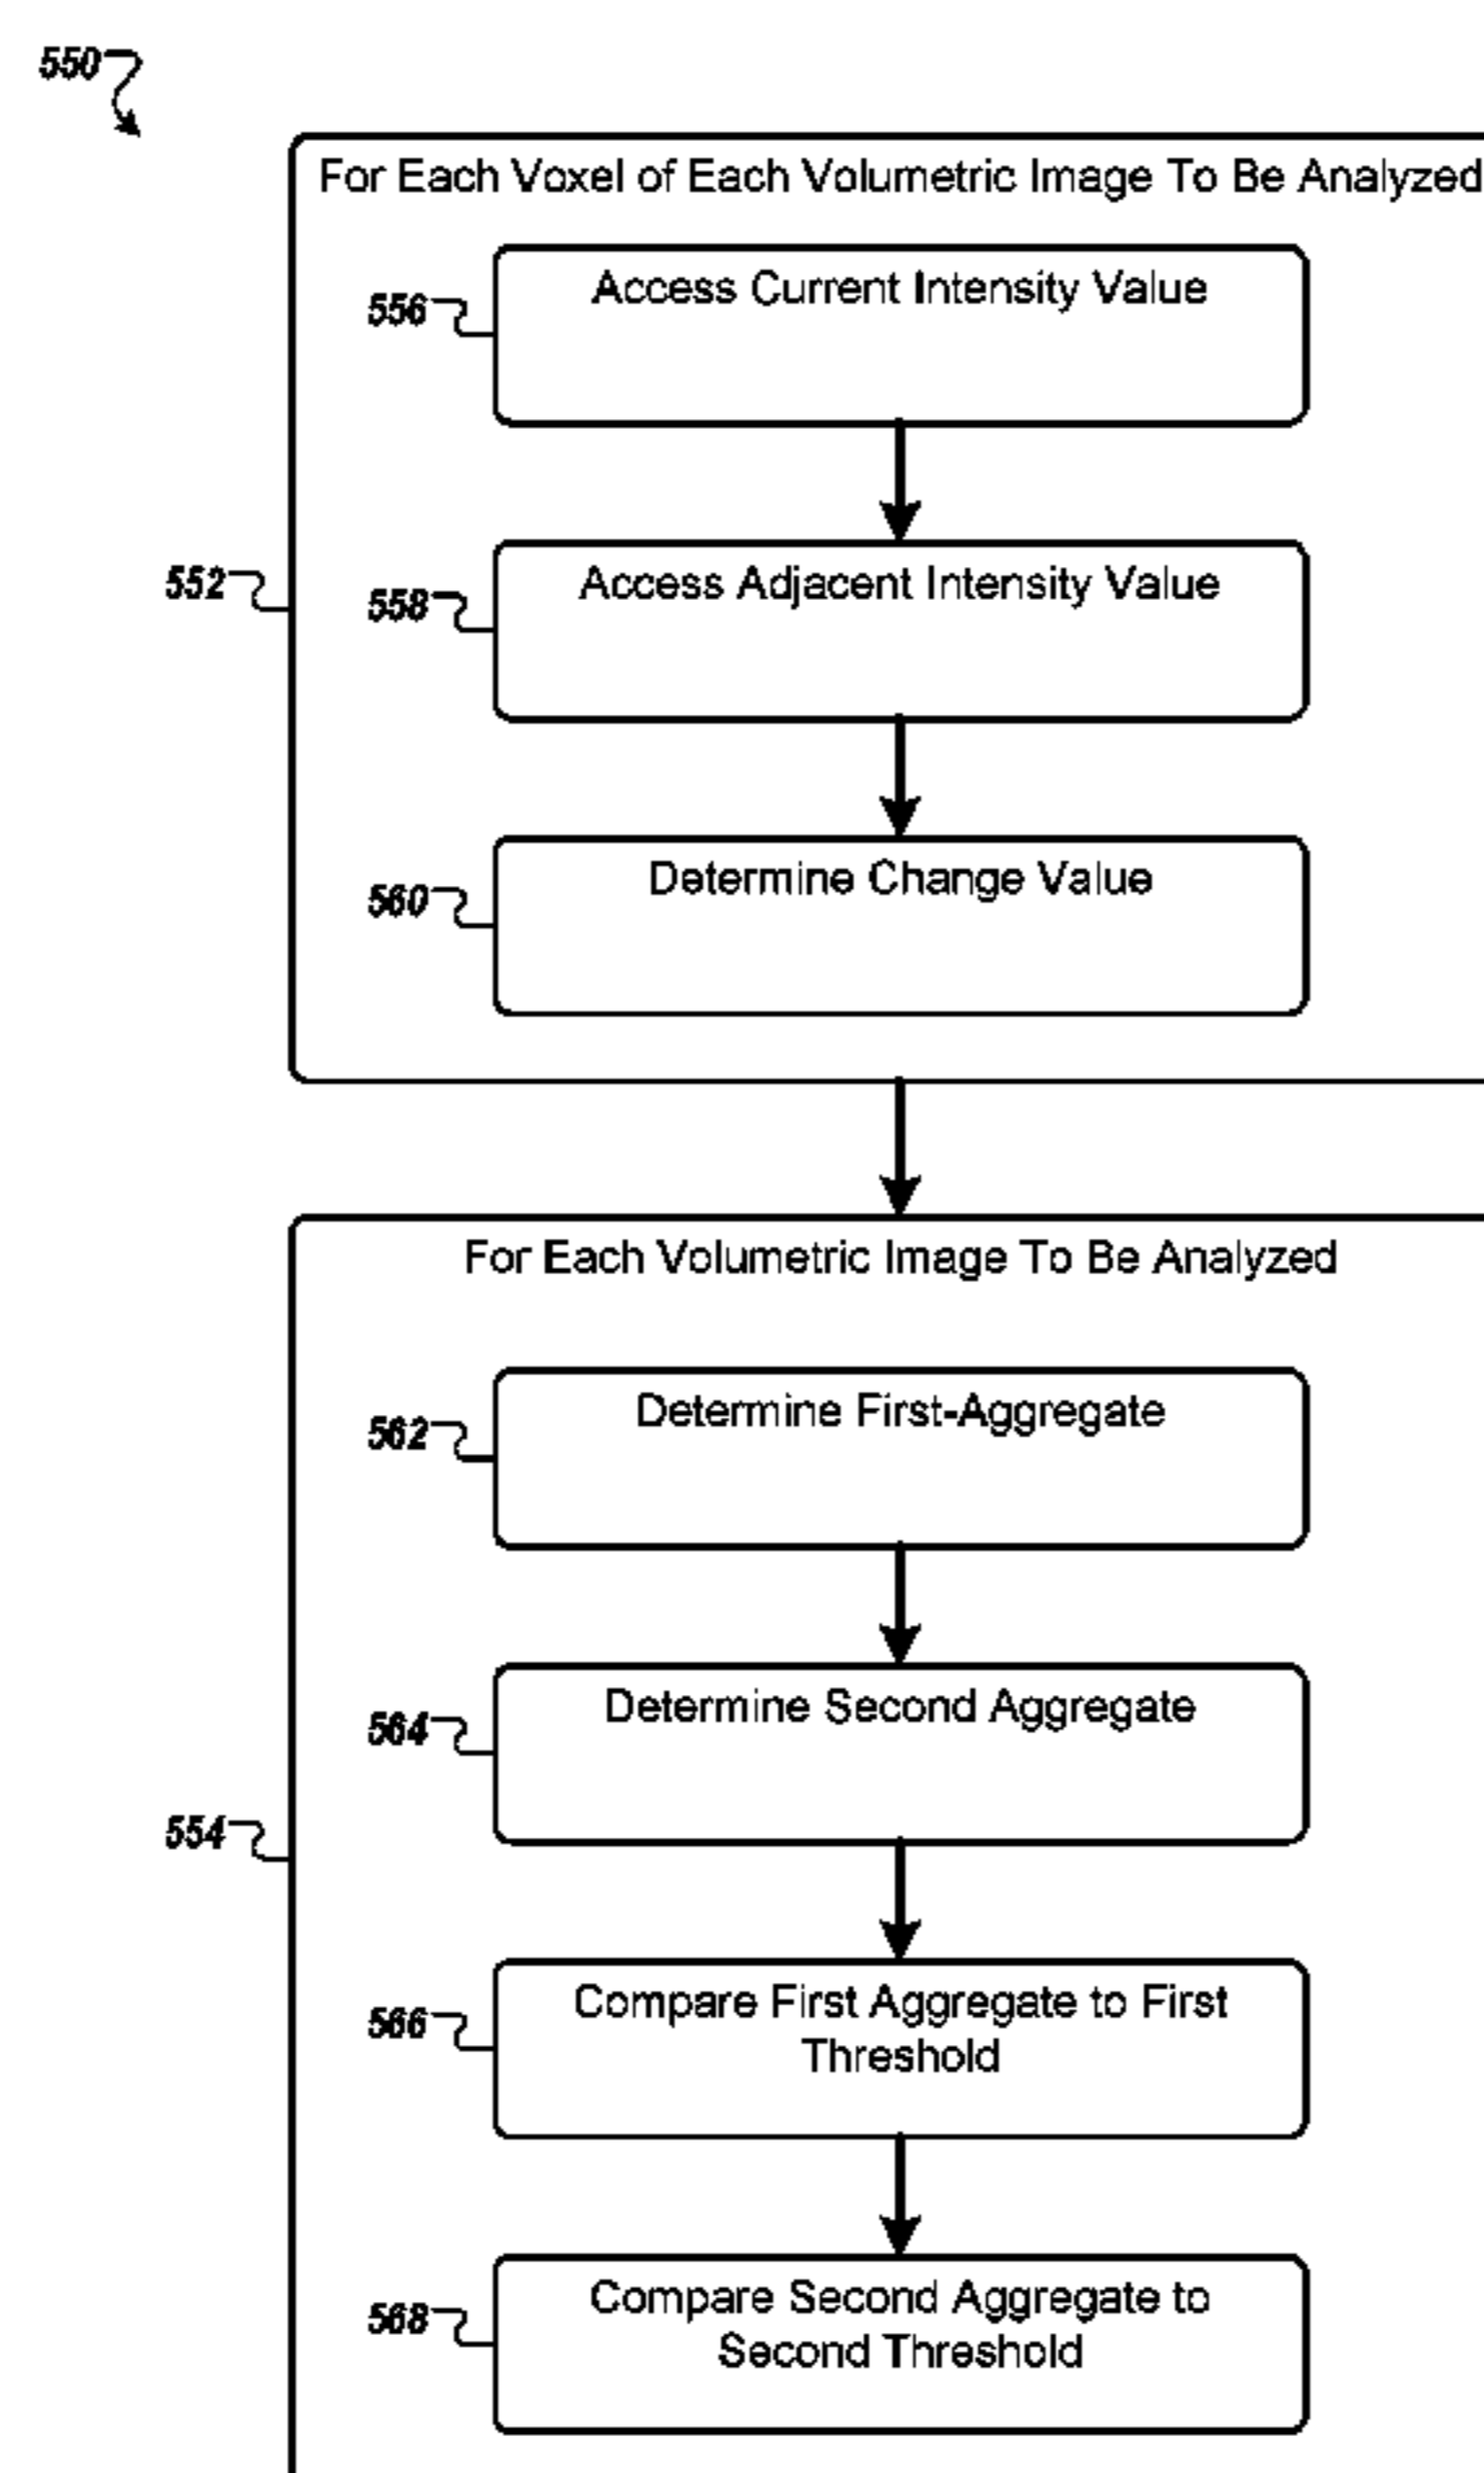 550
For Each Voxel of Each Volumetric Image To Be Analyzed
556
Access Current Intensity Value
552
558
Access Adjacent Intensity Value
560
Determine Change Value
For Each Volumetric Image To Be Analyzed
562
Determine First-Aggregate
564
Determine Second Aggregate
554
566
Compare First Aggregate to First
Threshold
568
Compare Second Aggregate to
Second Threshold